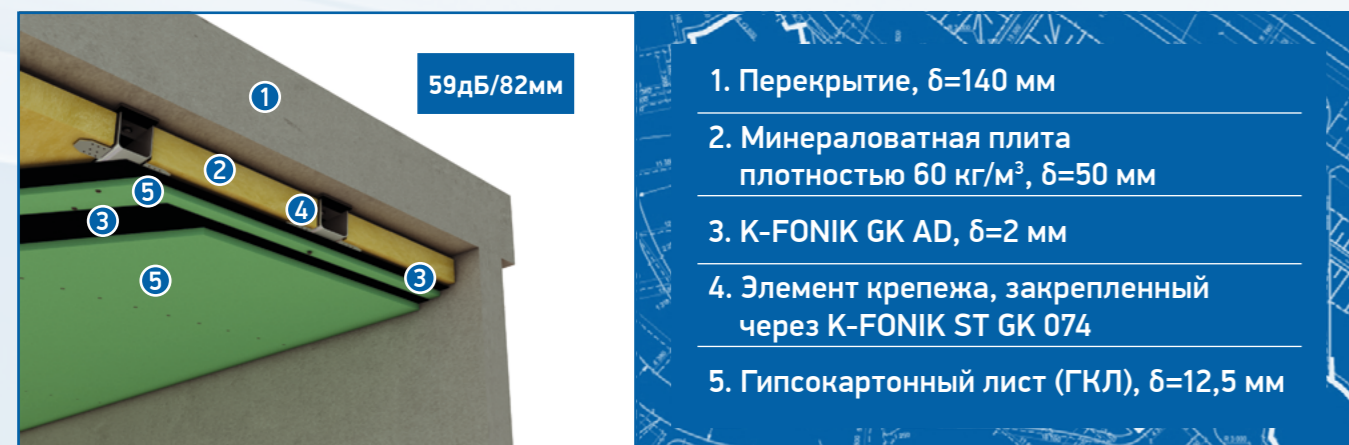 59дБ/82мм
1
2
5
4
3
3
5
1. Перекрытие, δ=140 мм
2. Минераловатная плита
плотностью 60 кг/м³, δ=50 мм
3. K-FONIK GK AD, δ=2 мм
4. Элемент крепежа, закрепленный
через K-FONIK ST GK 074
5. Гипсокартонный лист (ГКЛ), δ=12,5 мм